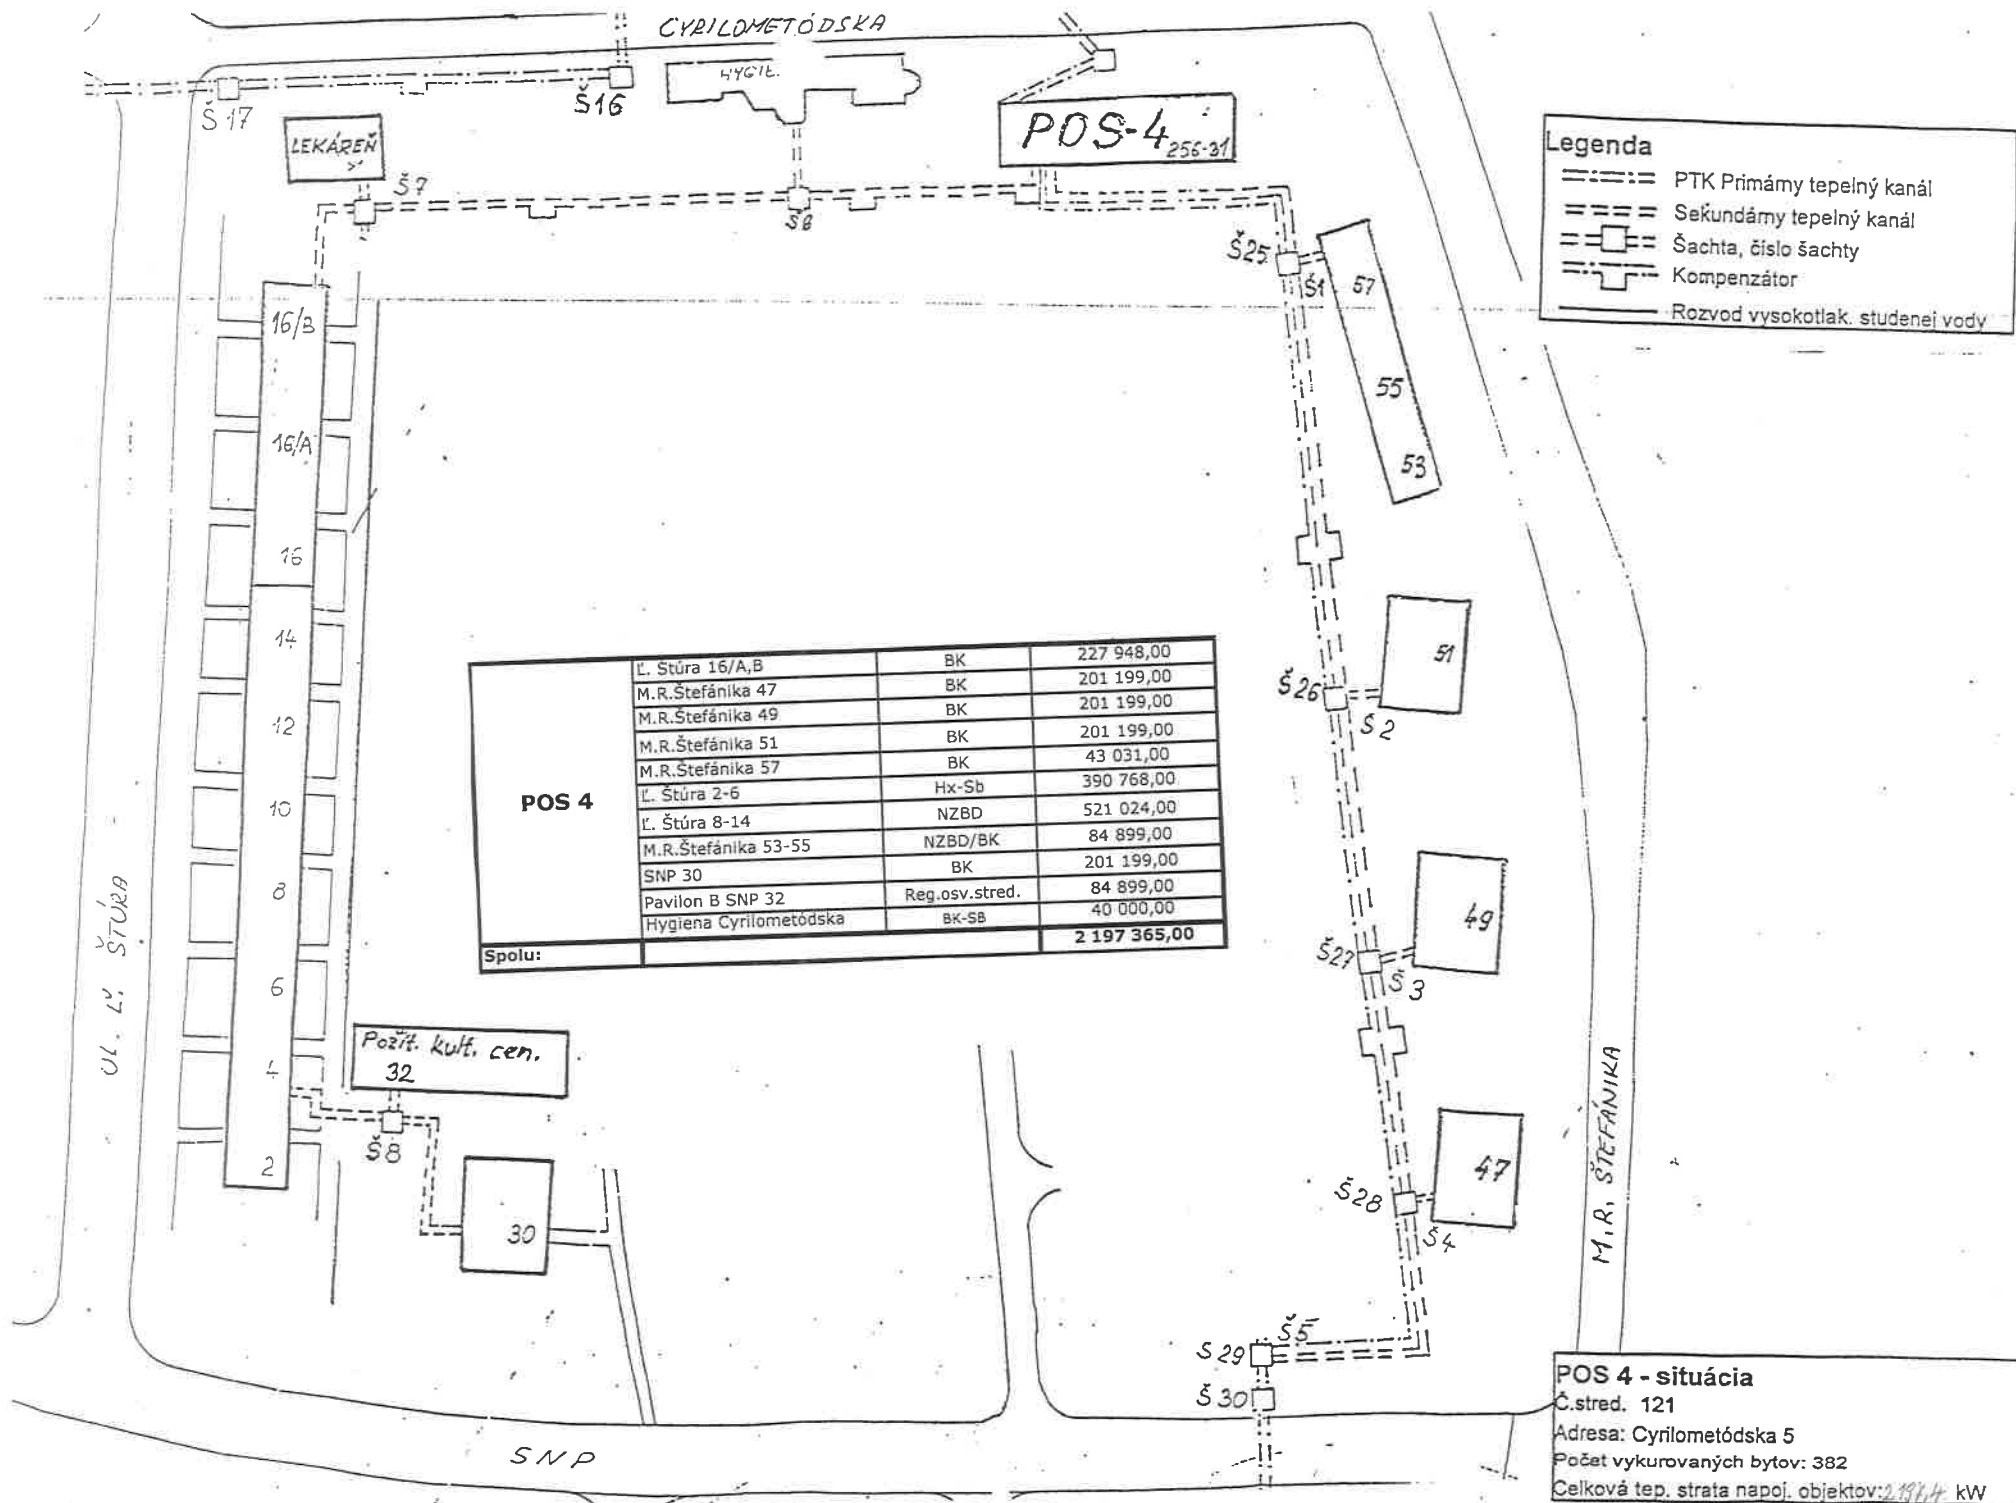 CYRILOMETÓDSKA
HYGIE.
Š17
Š16
LEKÁREŇ
POS-4
256-31
Š7
Š6
Š25
Š1
57
55
53
Legenda
PTK Primárny tepelný kanál
Sekundárny tepelný kanál
Šachta, číslo šachty
Kompenzátor
Rozvod vysokotlak. studenej vody
16/B
16/A
16
14
12
10
8
6
4
2
UL. Ľ. ŠTÚRA
51
Š26
Š2
POS 4
Ľ. Štúra 16/A,B BK 227 948,00
M.R.Štefánika 47 BK 201 199,00
M.R.Štefánika 49 BK 201 199,00
M.R.Štefánika 51 BK 201 199,00
M.R.Štefánika 57 BK 43 031,00
Ľ. Štúra 2-6 Hx-Sb 390 768,00
Ľ. Štúra 8-14 NZBD 521 024,00
M.R.Štefánika 53-55 NZBD/BK 84 899,00
SNP 30 BK 201 199,00
Pavilon B SNP 32 Reg.osv.stred. 84 899,00
Hygiena Cyrilometódska BK-SB 40 000,00
Spolu: 2 197 365,00
49
Š27
Š3
Požit. kult. cen.
32
Š8
30
47
Š28
Š4
M.R. ŠTEFÁNIKA
Š5
S29
Š30
SNP
POS 4 - situácia
Č.stred. 121
Adresa: Cyrilometódska 5
Počet vykurovaných bytov: 382
Celková tep. strata napoj. objektov: 2197,4 kW